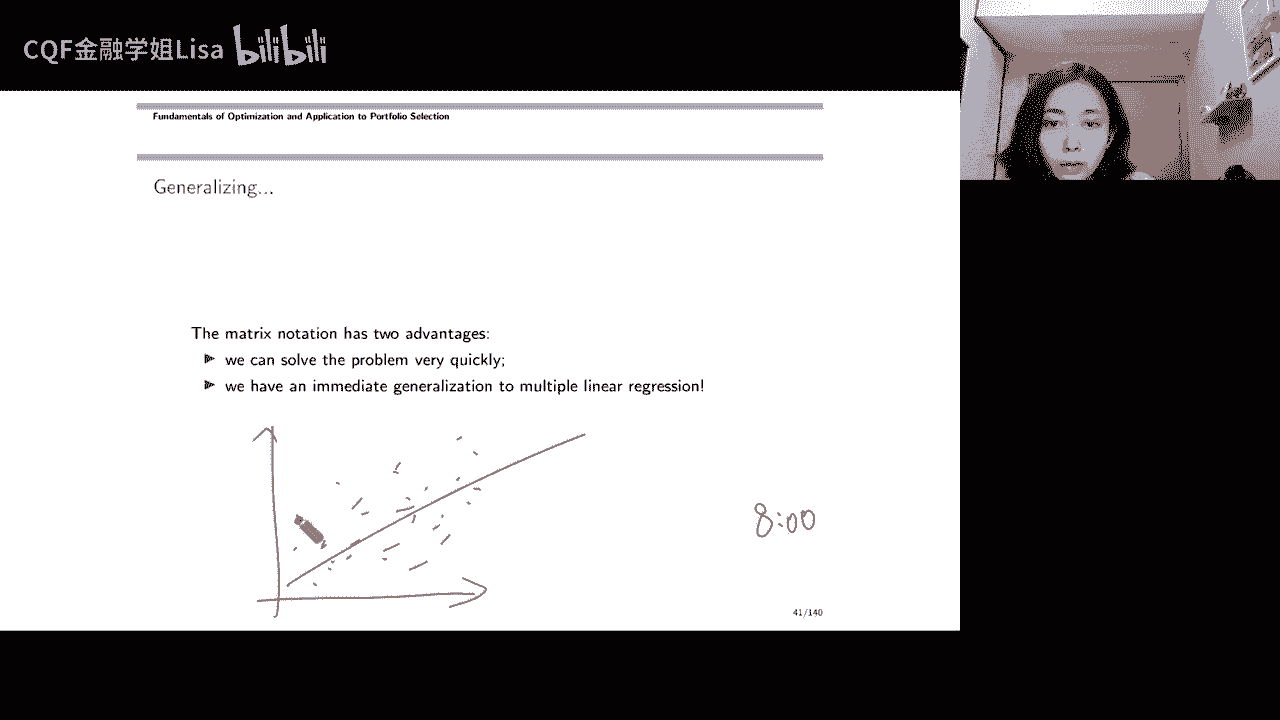 CQF金融学姐Lisa bilibili
Fundamentals of Optimization and Application to Portfolio Selection
Generalizing...
The matrix notation has two advantages:
we can solve the problem very quickly;
we have an immediate generalization to multiple linear regression!
8:00
41/140